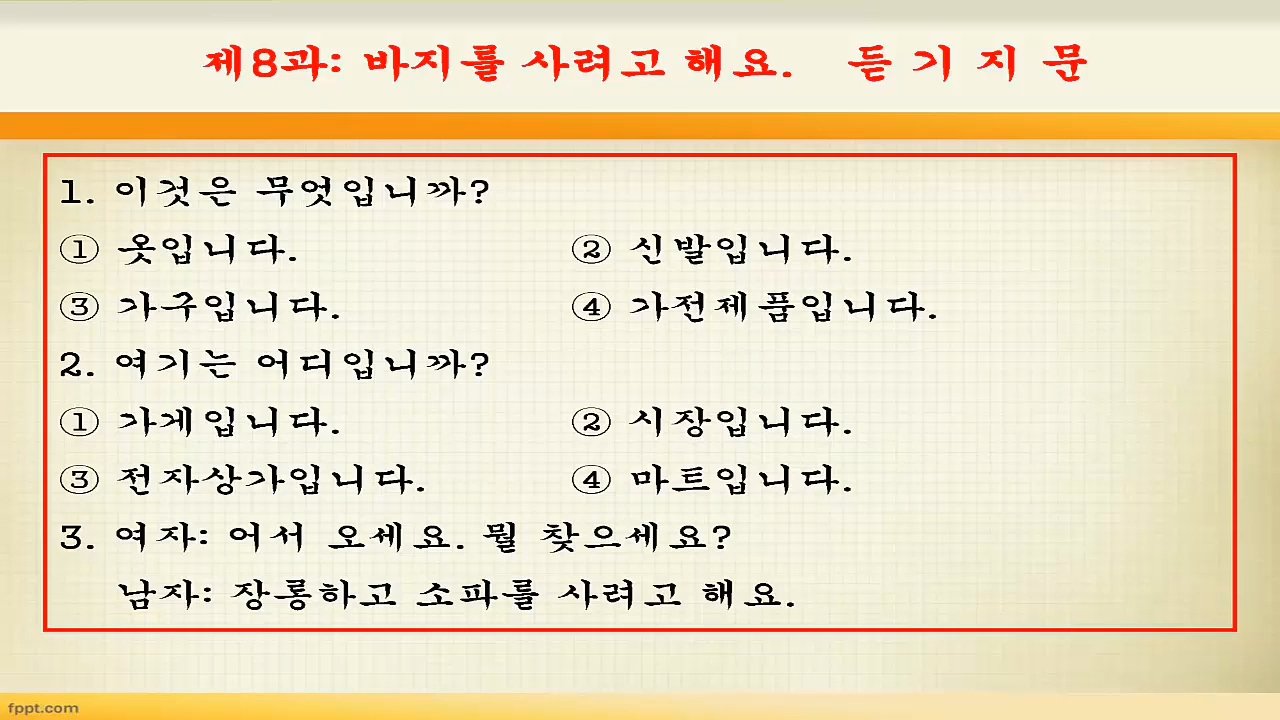 제8과: 바지를 사려고 해요. 듣 기 지 문
1. 이것은 무엇입니까?
① 옷입니다. ② 신발입니다.
③ 가구입니다. ④ 가전제품입니다.
2. 여기는 어디입니까?
① 가게입니다. ② 시장입니다.
③ 전자상가입니다. ④ 마트입니다.
3. 여자: 어서 오세요. 뭘 찾으세요?
남자: 장롱하고 소파를 사려고 해요.
fppt.com